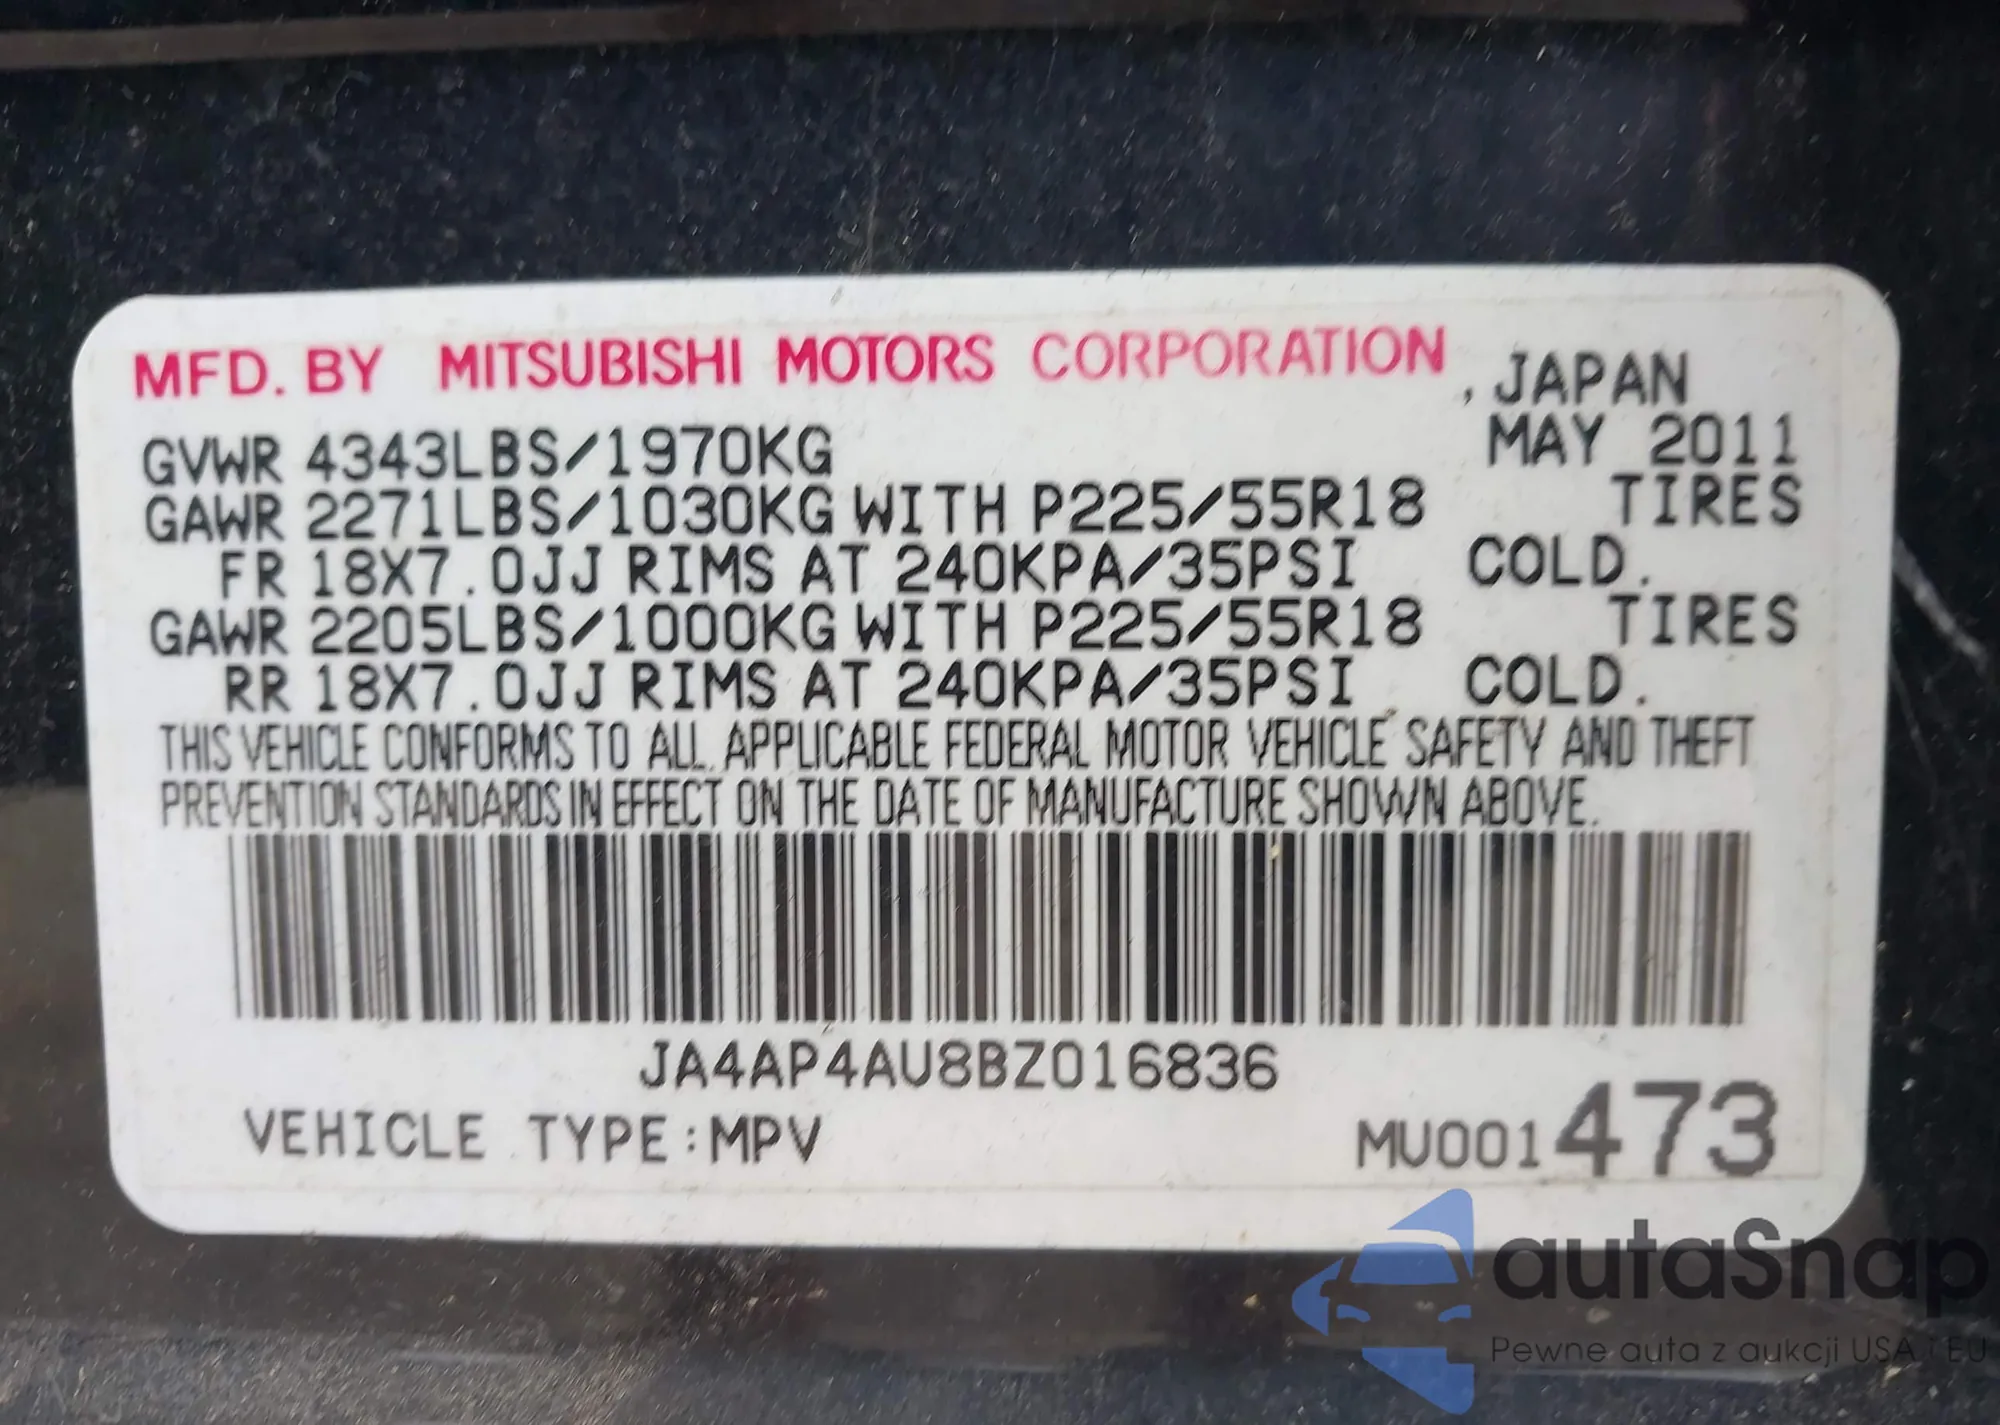 MFD. BY MITSUBISHI MOTORS CORPORATION , JAPAN
GVWR 4343LBS/1970KG MAY 2011
GAWR 2271LBS/1030KG WITH P225/55R18 TIRES
FR 18X7.0JJ RIMS AT 240KPA/35PSI COLD.
GAWR 2205LBS/1000KG WITH P225/55R18 TIRES
RR 18X7.0JJ RIMS AT 240KPA/35PSI COLD.
THIS VEHICLE CONFORMS TO ALL APPLICABLE FEDERAL MOTOR VEHICLE SAFETY AND THEFT
PREVENTION STANDARDS IN EFFECT ON THE DATE OF MANUFACTURE SHOWN ABOVE.
JA4AP4AU8BZ016836
VEHICLE TYPE:MPV MU001473
autaSnap
Pewne auta z aukcji USA i EU